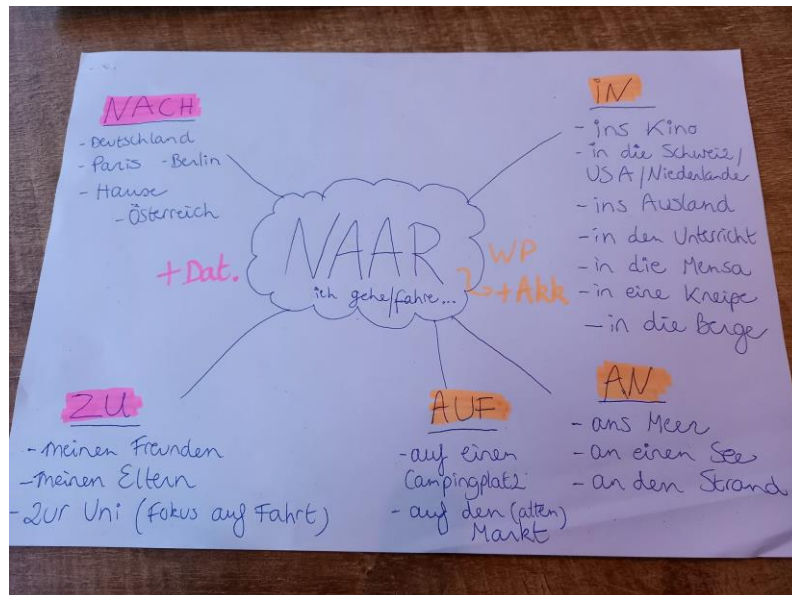 NACH
- Deutschland
- Paris - Berlin
- Hause
- Österreich
iN
- ins Kino
- in die Schweiz/
USA/Niederlande
- ins Ausland
- in den Unterricht
- in die Mensa
- in eine Kneipe
- in die Berge
NAAR
ich gehe/fahre...
+Dat.
WP
→+Akk
ZU
- meinen Freunden
- meinen Eltern
- zur Uni (Fokus auf Fahrt)
AUF
- auf einen
Campingplatz
- auf den (alten)
Markt
AN
- ans Meer
- an einen See
- an den Strand